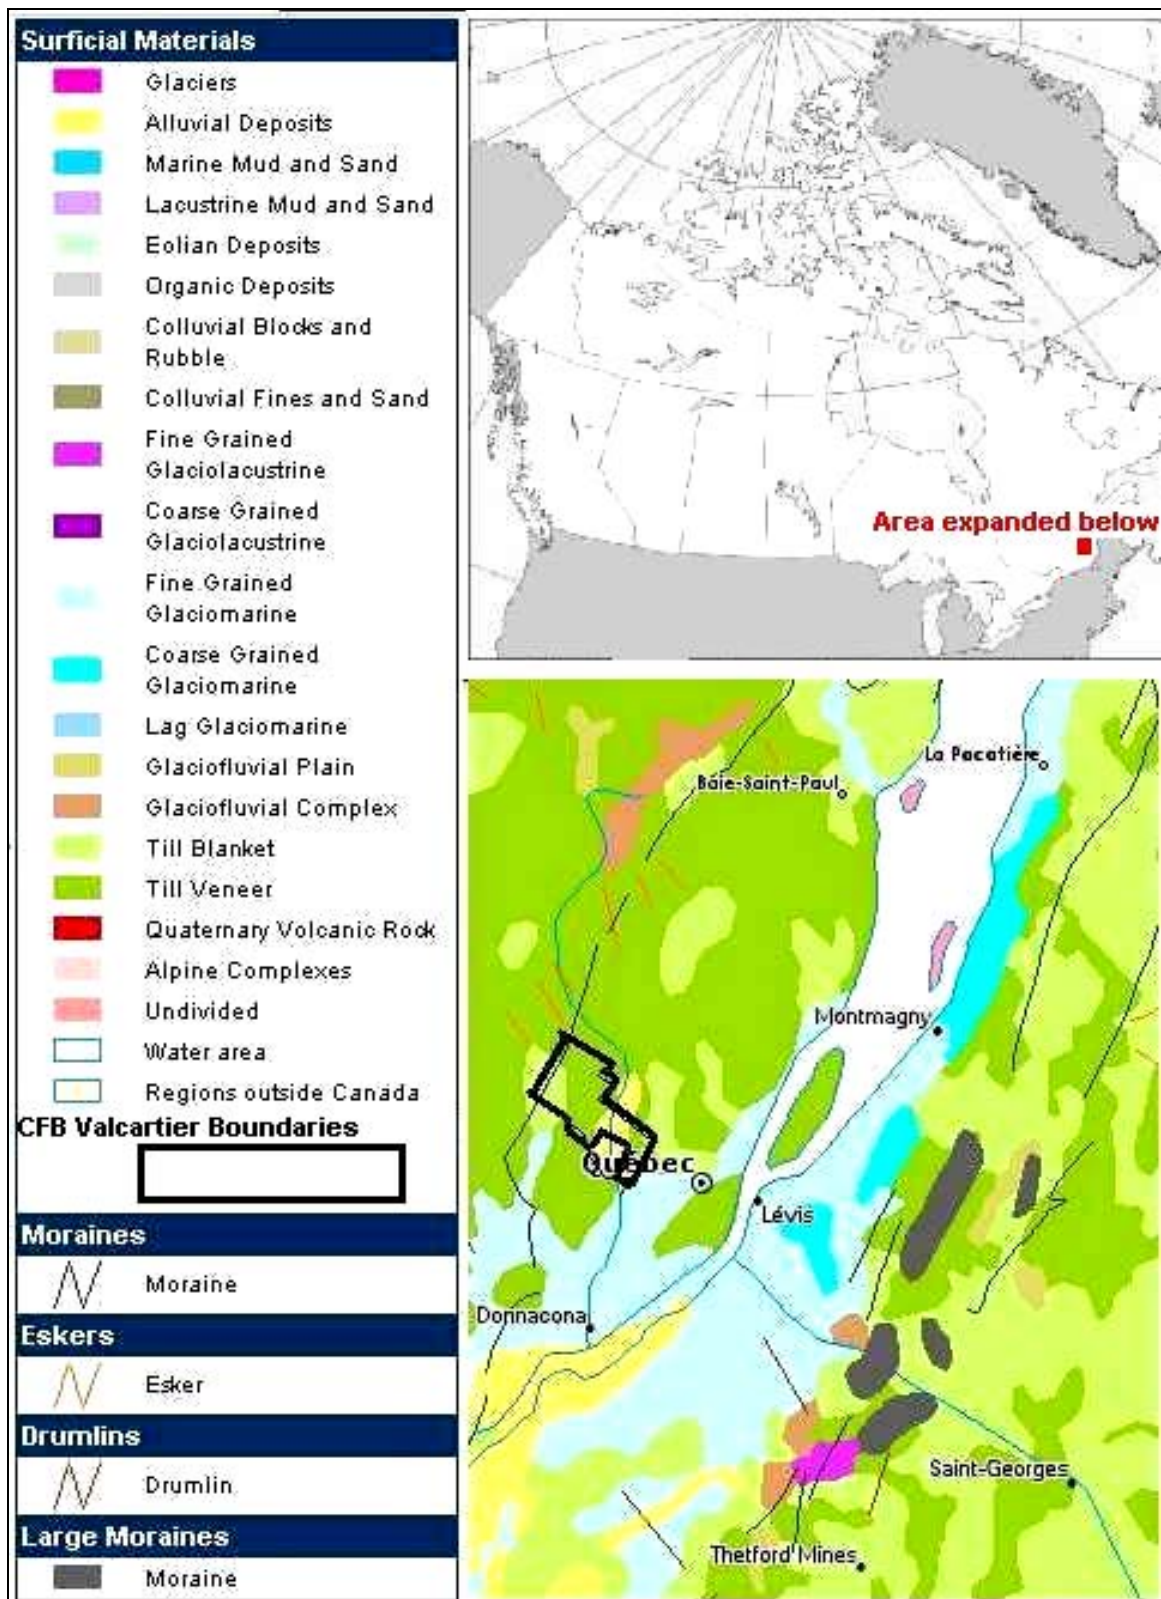 Surficial Materials
Glaciers
Alluvial Deposits
Marine Mud and Sand
Lacustrine Mud and Sand
Eolian Deposits
Organic Deposits
Colluvial Blocks and
Rubble
Colluvial Fines and Sand
Fine Grained
Glaciolacustrine
Coarse Grained
Glaciolacustrine
Fine Grained
Glaciomarine
Coarse Grained
Glaciomarine
Lag Glaciomarine
Glaciofluvial Plain
Glaciofluvial Complex
Till Blanket
Till Veneer
Quaternary Volcanic Rock
Alpine Complexes
Undivided
Water area
Regions outside Canada
CFB Valcartier Boundaries
Moraines
Moraine
Eskers
Esker
Drumlins
Drumlin
Large Moraines
Moraine
Area expanded below
La Pocatière
Baie-Saint-Paul
Montmagny
Québec
Lévis
Donnacona
Saint-Georges
Thetford Mines